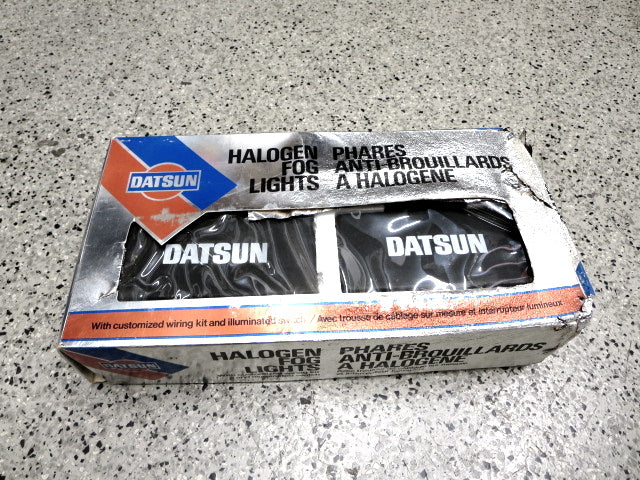 DATSUN
HALOGEN
FOG
LIGHTS
PHARES
ANTI-BROUILLARDS
A HALOGENE
DATSUN
DATSUN
With customized wiring kit and illuminated switch / Avec trousse de câblage sur mesure et interrupteur lumineux
HALOGEN
FOG
LIGHTS
PHARES
ANTI-BROUILLARDS
A HALOGENE